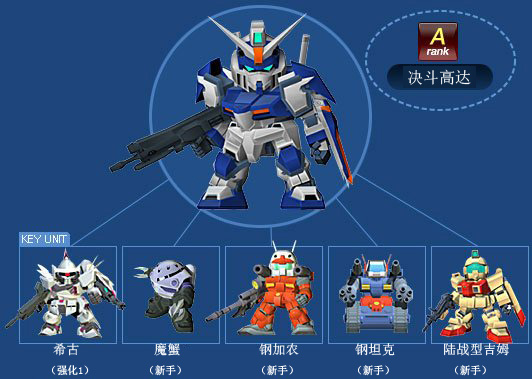 A
rank
决斗高达
KEY UNIT
希古
魔蟹
钢加农
钢坦克
陆战型吉姆
（强化1）
（新手）
（新手）
（新手）
（新手）